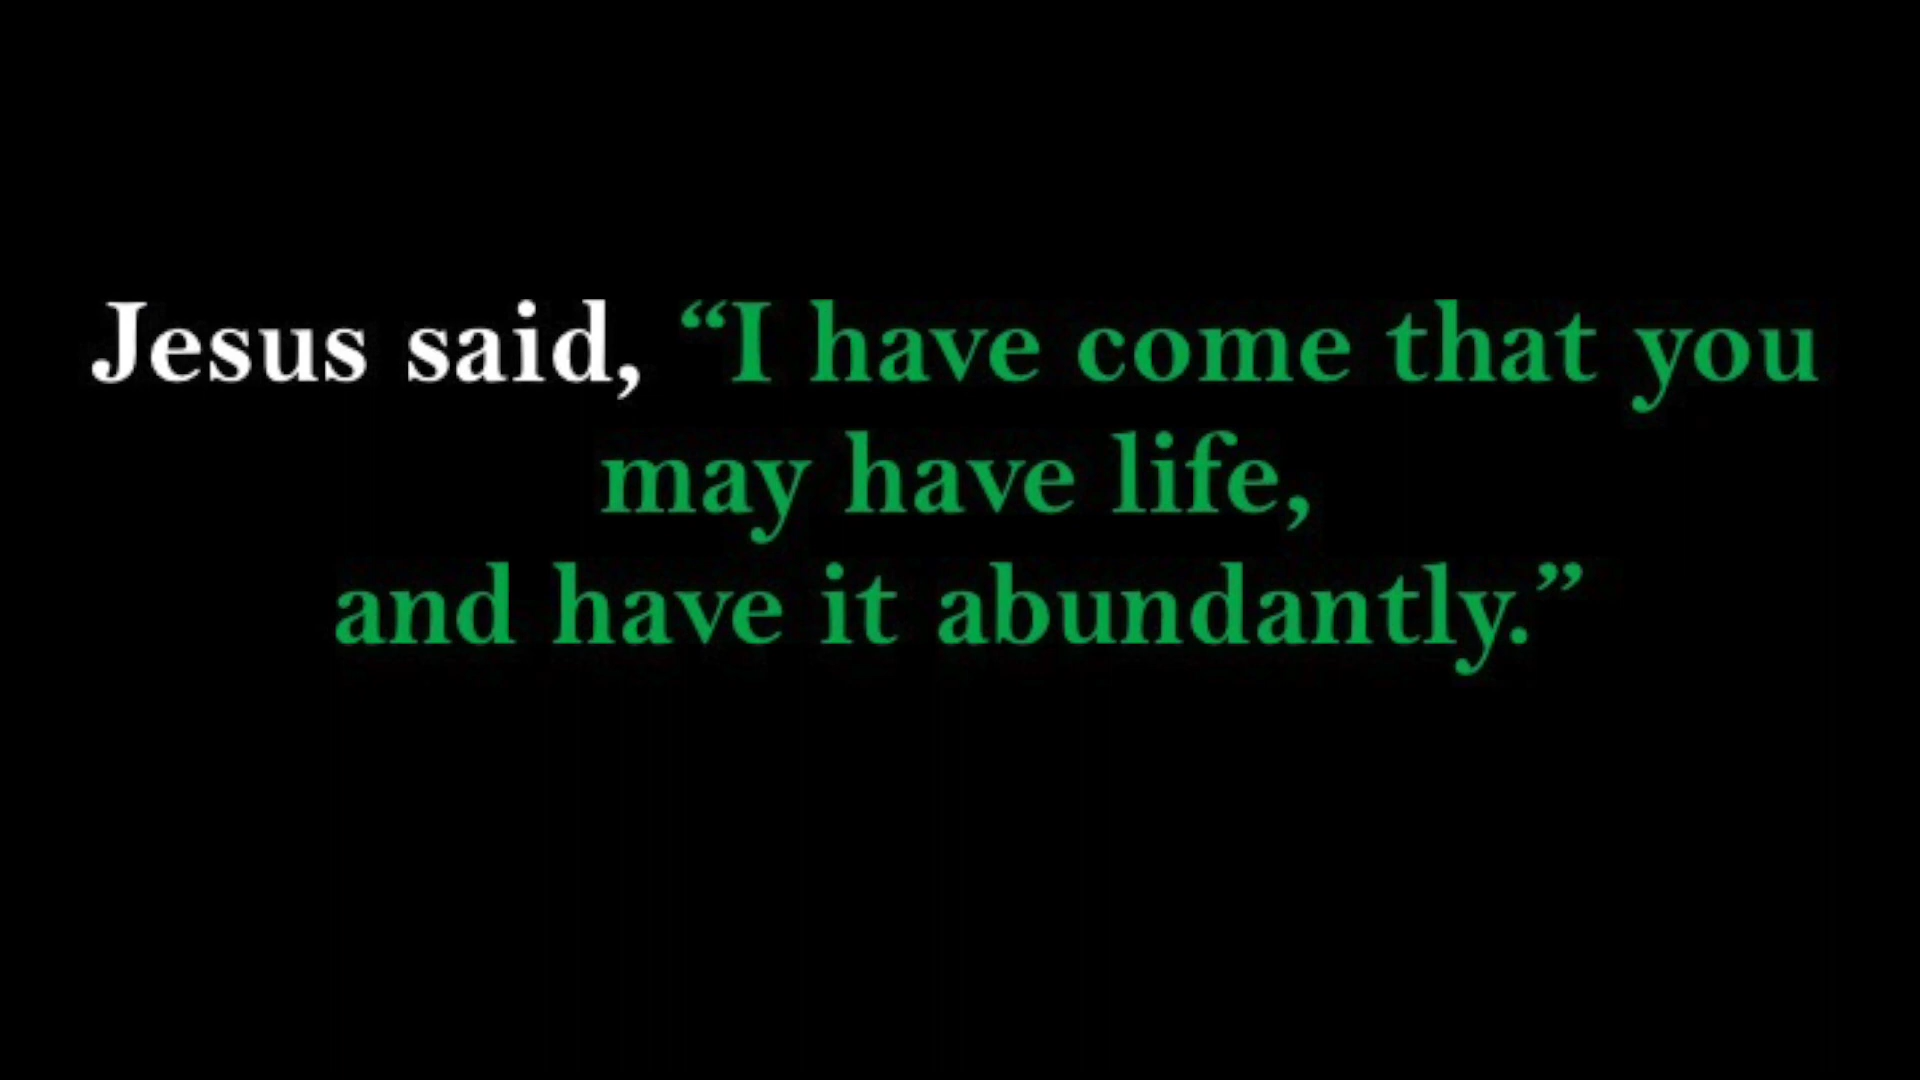 Jesus said, “I have come that you
may have life,
and have it abundantly.”